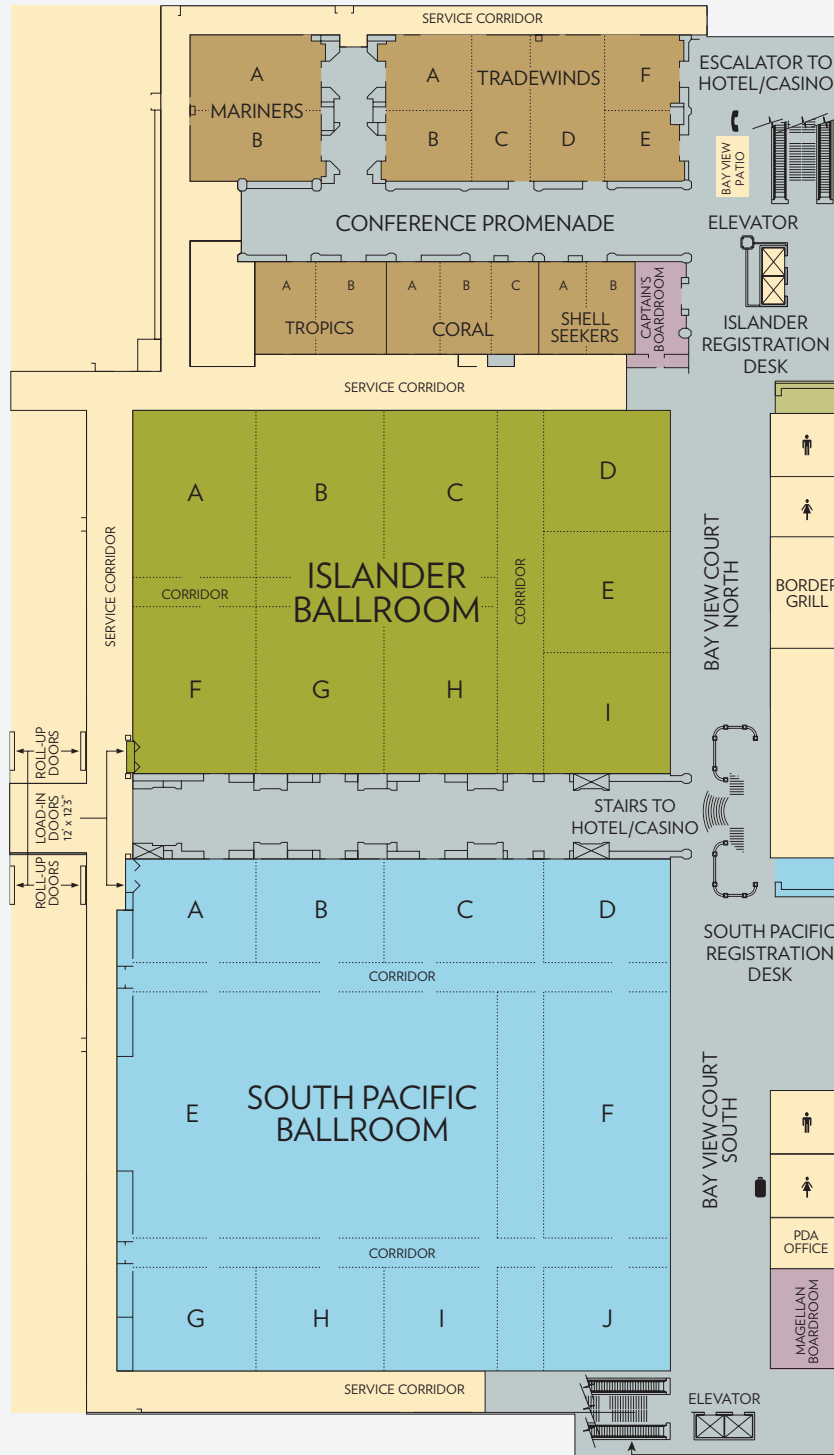 SERVICE CORRIDOR
ESCALATOR TO
HOTEL/CASINO
A
MARINERS
B
A
TRADEWINDS
F
B
C
D
E
BAY VIEW
PATIO
CONFERENCE PROMENADE
ELEVATOR
A
B
TROPICS
A
B
C
CORAL
A
B
SHELL
SEEKERS
CAPTAIN'S
BOARDROOM
ISLANDER
REGISTRATION
DESK
SERVICE CORRIDOR
SERVICE CORRIDOR
A
B
C
D
ISLANDER
BALLROOM
CORRIDOR
CORRIDOR
E
F
G
H
I
BAY VIEW COURT
NORTH
BORDER
GRILL
ROLL-UP
DOORS
LOAD-IN
DOORS
12' x 12'3"
ROLL-UP
DOORS
STAIRS TO
HOTEL/CASINO
A
B
C
D
CORRIDOR
SOUTH PACIFIC
REGISTRATION
DESK
E
SOUTH PACIFIC
BALLROOM
F
BAY VIEW COURT
SOUTH
CORRIDOR
G
H
I
J
PDA
OFFICE
MAGELLAN
BOARDROOM
SERVICE CORRIDOR
ELEVATOR